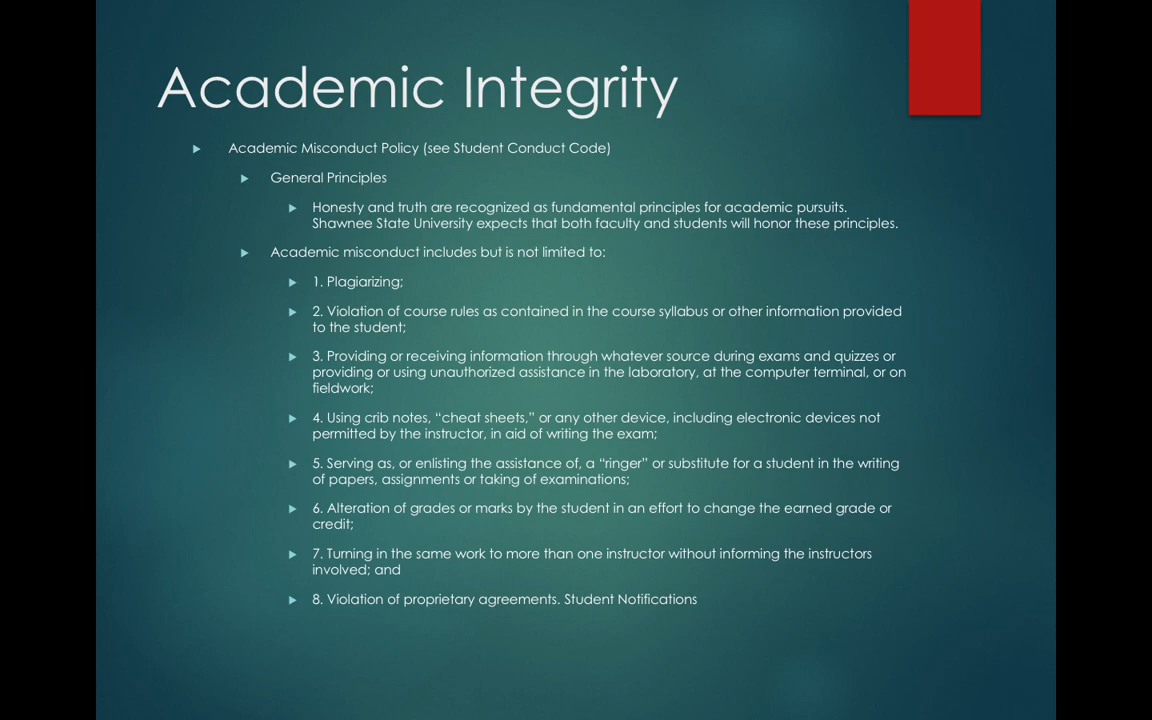 Academic Integrity
Academic Misconduct Policy (see Student Conduct Code)
General Principles
Honesty and truth are recognized as fundamental principles for academic pursuits.
Shawnee State University expects that both faculty and students will honor these principles.
Academic misconduct includes but is not limited to:
1. Plagiarizing;
2. Violation of course rules as contained in the course syllabus or other information provided
to the student;
3. Providing or receiving information through whatever source during exams and quizzes or
providing or using unauthorized assistance in the laboratory, at the computer terminal, or on
fieldwork;
4. Using crib notes, “cheat sheets,” or any other device, including electronic devices not
permitted by the instructor, in aid of writing the exam;
5. Serving as, or enlisting the assistance of, a “ringer” or substitute for a student in the writing
of papers, assignments or taking of examinations;
6. Alteration of grades or marks by the student in an effort to change the earned grade or
credit;
7. Turning in the same work to more than one instructor without informing the instructors
involved; and
8. Violation of proprietary agreements. Student Notifications